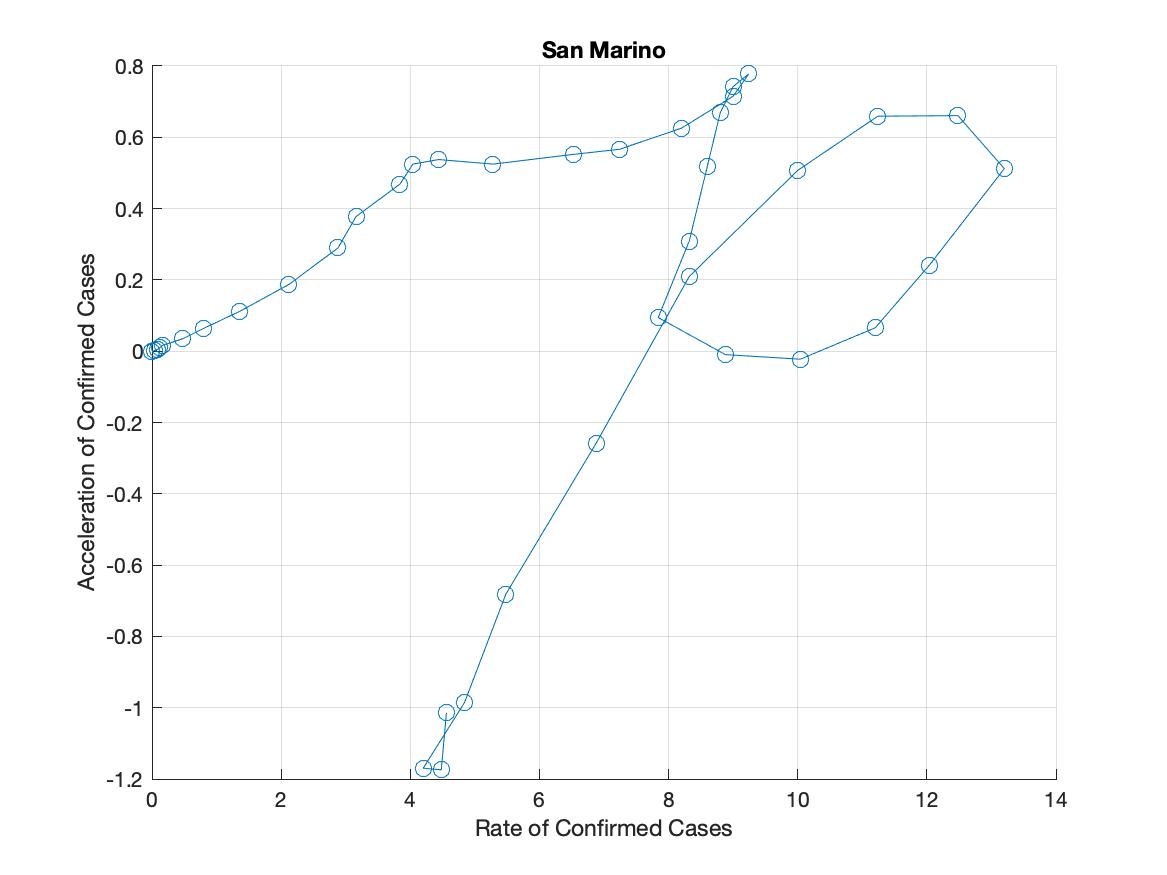 San Marino
0.8
0.6
0.4
0.2
0
-0.2
-0.4
-0.6
-0.8
-1
-1.2
Acceleration of Confirmed Cases
0 2 4 6 8 10 12 14
Rate of Confirmed Cases